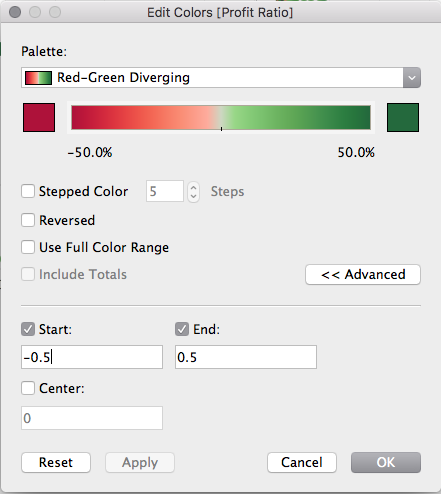 Edit Colors [Profit Ratio]
Palette:
Red-Green Diverging
-50.0% 50.0%
Stepped Color 5 Steps
Reversed
Use Full Color Range
Include Totals << Advanced
Start: End:
-0.5 0.5
Center:
0
Reset Apply Cancel OK